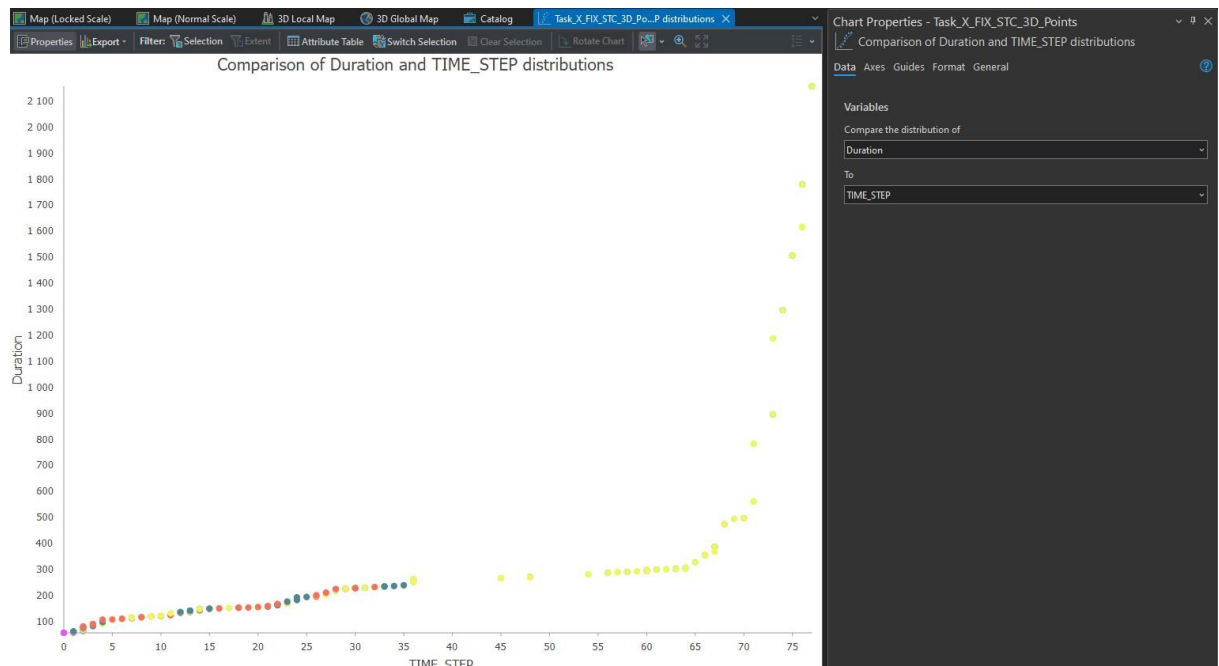 Map (Locked Scale) Map (Normal Scale) 3D Local Map 3D Global Map Catalog Task_X_FIX_STC_3D_Po...P distributions
Properties Export Filter: Selection Extent Attribute Table Switch Selection Clear Selection Rotate Chart
Comparison of Duration and TIME_STEP distributions
2 100
2 000
1 900
1 800
1 700
1 600
1 500
1 400
1 300
1 200
1 100
1 000
900
800
700
600
500
400
300
200
100
Duration
0 5 10 15 20 25 30 35 40 45 50 55 60 65 70 75
TIME_STEP
Chart Properties - Task_X_FIX_STC_3D_Points
Comparison of Duration and TIME_STEP distributions
Data Axes Guides Format General
Variables
Compare the distribution of
Duration
To
TIME_STEP